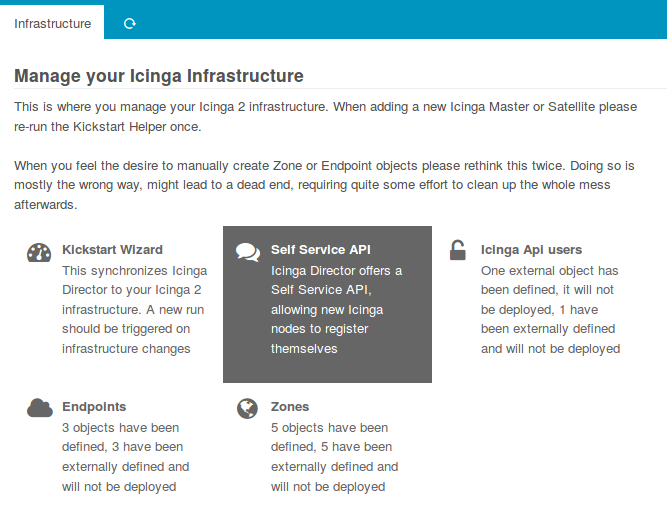 Infrastructure
Manage your Icinga Infrastructure
This is where you manage your Icinga 2 infrastructure. When adding a new Icinga Master or Satellite please
re-run the Kickstart Helper once.
When you feel the desire to manually create Zone or Endpoint objects please rethink this twice. Doing so is
mostly the wrong way, might lead to a dead end, requiring quite some effort to clean up the whole mess
afterwards.
Kickstart Wizard
This synchronizes Icinga
Director to your Icinga 2
infrastructure. A new run
should be triggered on
infrastructure changes
Self Service API
Icinga Director offers a
Self Service API,
allowing new Icinga
nodes to register
themselves
Icinga Api users
One external object has
been defined, it will not
be deployed, 1 have
been externally defined
and will not be deployed
Endpoints
3 objects have been
defined, 3 have been
externally defined and
will not be deployed
Zones
5 objects have been
defined, 5 have been
externally defined and
will not be deployed